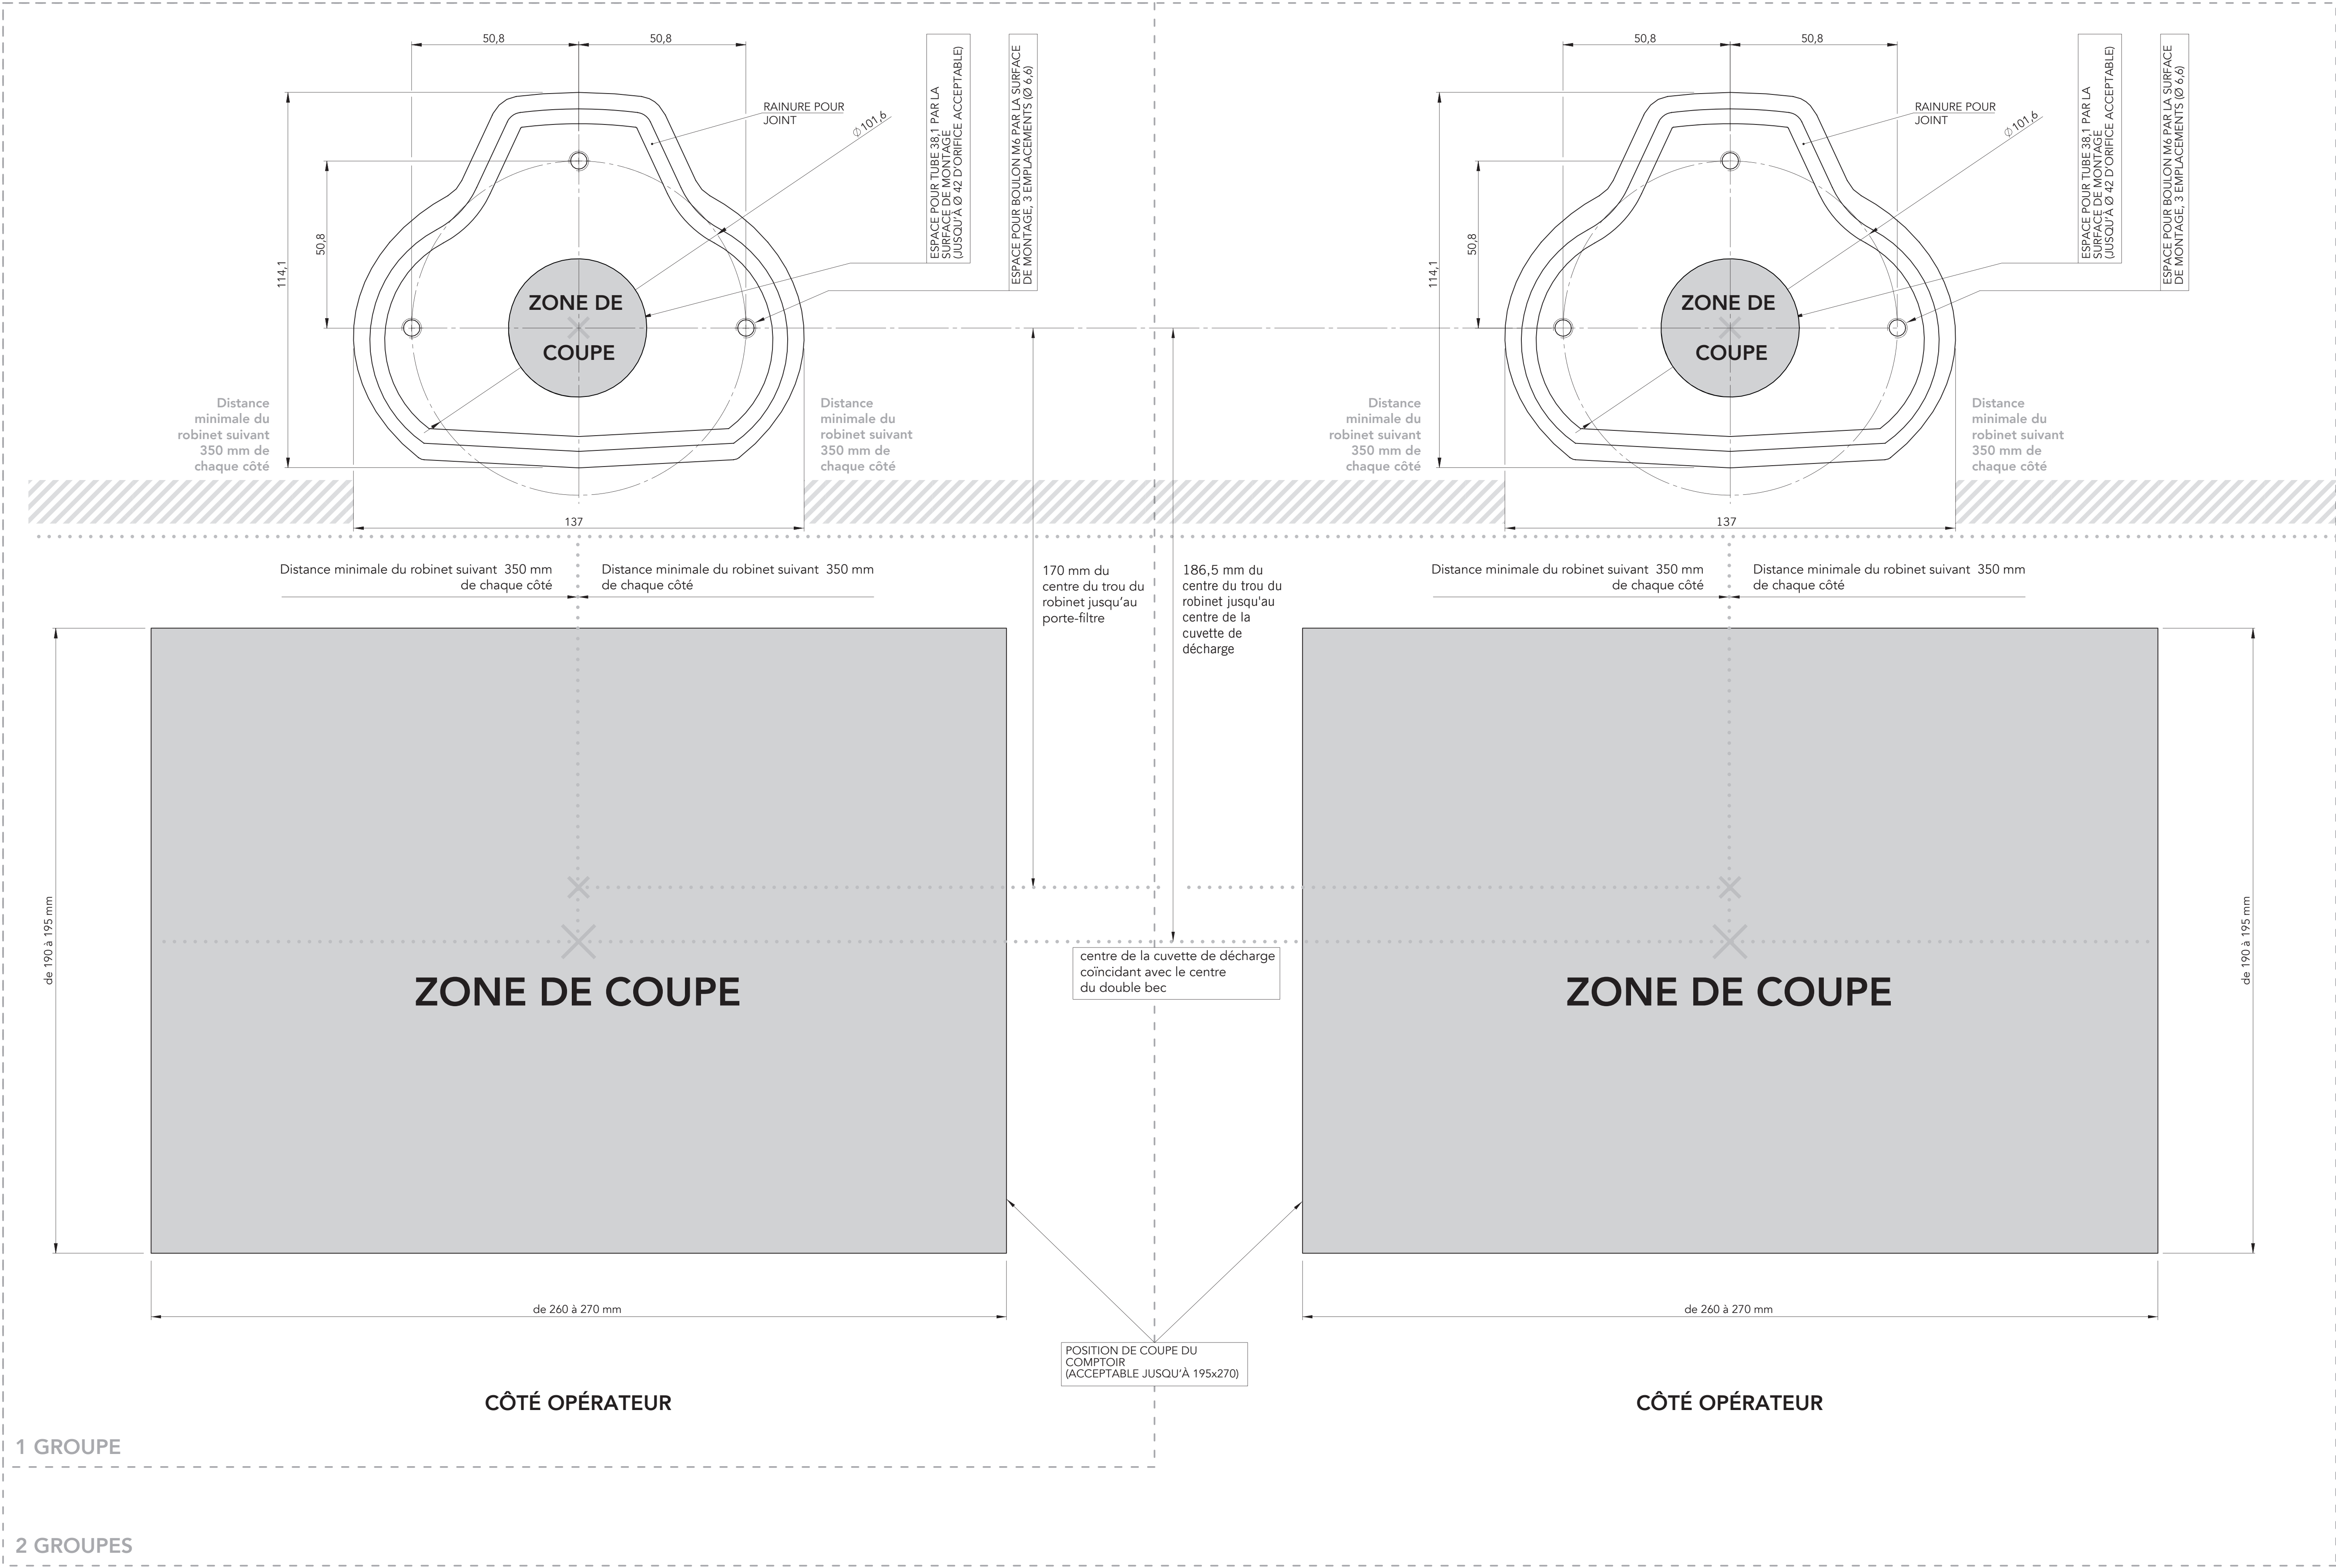 50,8
50,8
RAINURE POUR
JOINT
Ø101,6
ESPACE POUR TUBE 38,1 PAR LA
SURFACE DE MONTAGE
(JUSQU'À Ø 42 D'ORIFICE ACCEPTABLE)
ESPACE POUR BOULON M6 PAR LA SURFACE
DE MONTAGE, 3 EMPLACEMENTS (Ø 6,6)
114,1
50,8
ZONE DE
COUPE
Distance
minimale du
robinet suivant
350 mm de
chaque côté
Distance
minimale du
robinet suivant
350 mm de
chaque côté
137
50,8
50,8
RAINURE POUR
JOINT
Ø101,6
ESPACE POUR TUBE 38,1 PAR LA
SURFACE DE MONTAGE
(JUSQU'À Ø 42 D'ORIFICE ACCEPTABLE)
ESPACE POUR BOULON M6 PAR LA SURFACE
DE MONTAGE, 3 EMPLACEMENTS (Ø 6,6)
114,1
50,8
ZONE DE
COUPE
Distance
minimale du
robinet suivant
350 mm de
chaque côté
Distance
minimale du
robinet suivant
350 mm de
chaque côté
137
Distance minimale du robinet suivant 350 mm
de chaque côté
Distance minimale du robinet suivant 350 mm
de chaque côté
170 mm du
centre du trou du
robinet jusqu'au
porte-filtre
186,5 mm du
centre du trou du
robinet jusqu'au
centre de la
cuvette de
décharge
Distance minimale du robinet suivant 350 mm
de chaque côté
Distance minimale du robinet suivant 350 mm
de chaque côté
de 190 à 195 mm
ZONE DE COUPE
centre de la cuvette de décharge
coïncidant avec le centre
du double bec
ZONE DE COUPE
de 190 à 195 mm
de 260 à 270 mm
de 260 à 270 mm
POSITION DE COUPE DU
COMPTOIR
(ACCEPTABLE JUSQU'À 195x270)
CÔTÉ OPÉRATEUR
CÔTÉ OPÉRATEUR
1 GROUPE
2 GROUPES